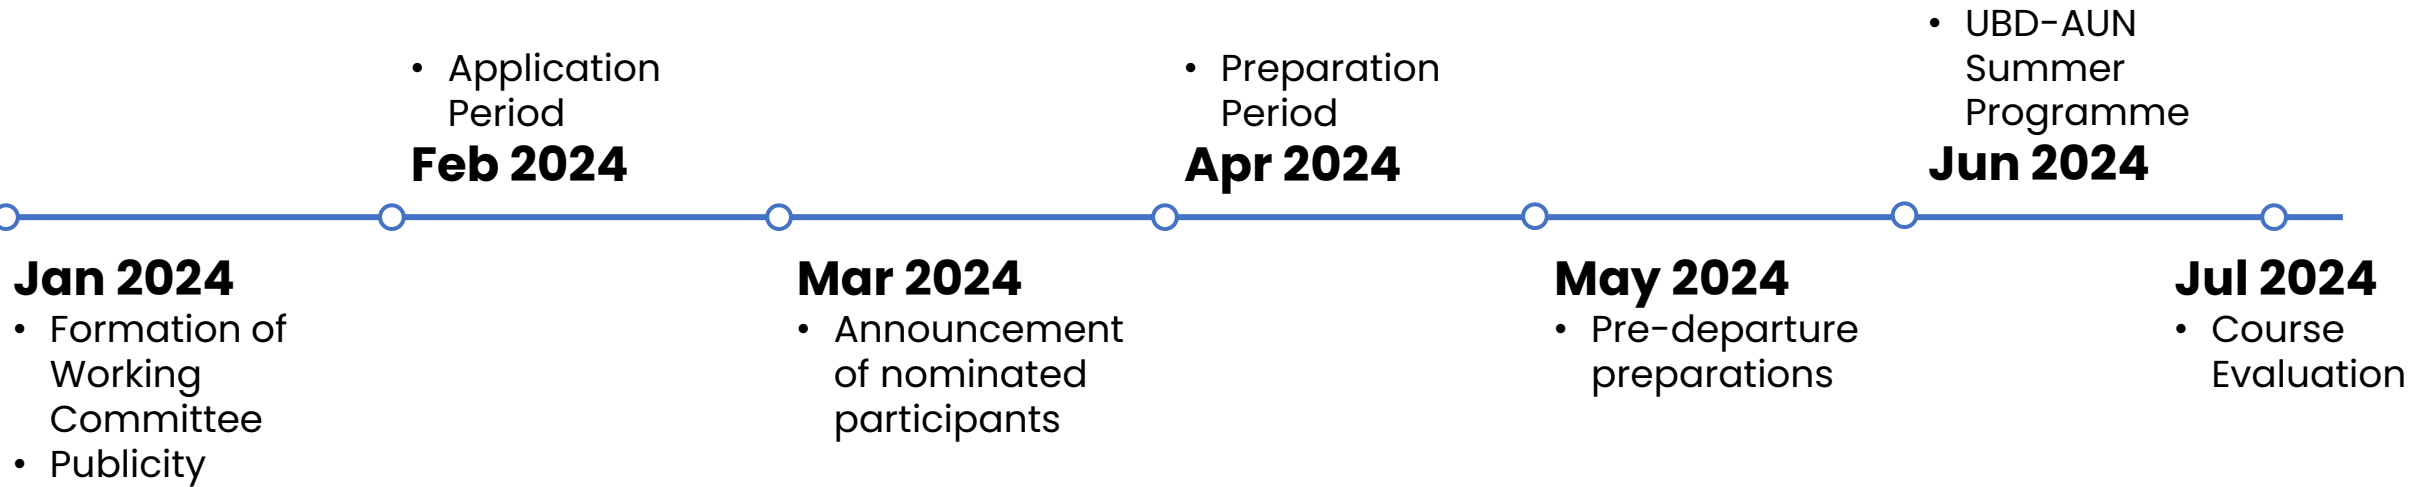 Jan 2024
• Formation of
Working
Committee
• Publicity
• Application
Period
Feb 2024
Mar 2024
• Announcement
of nominated
participants
• Preparation
Period
Apr 2024
May 2024
• Pre-departure
preparations
• UBD-AUN
Summer
Programme
Jun 2024
Jul 2024
• Course
Evaluation